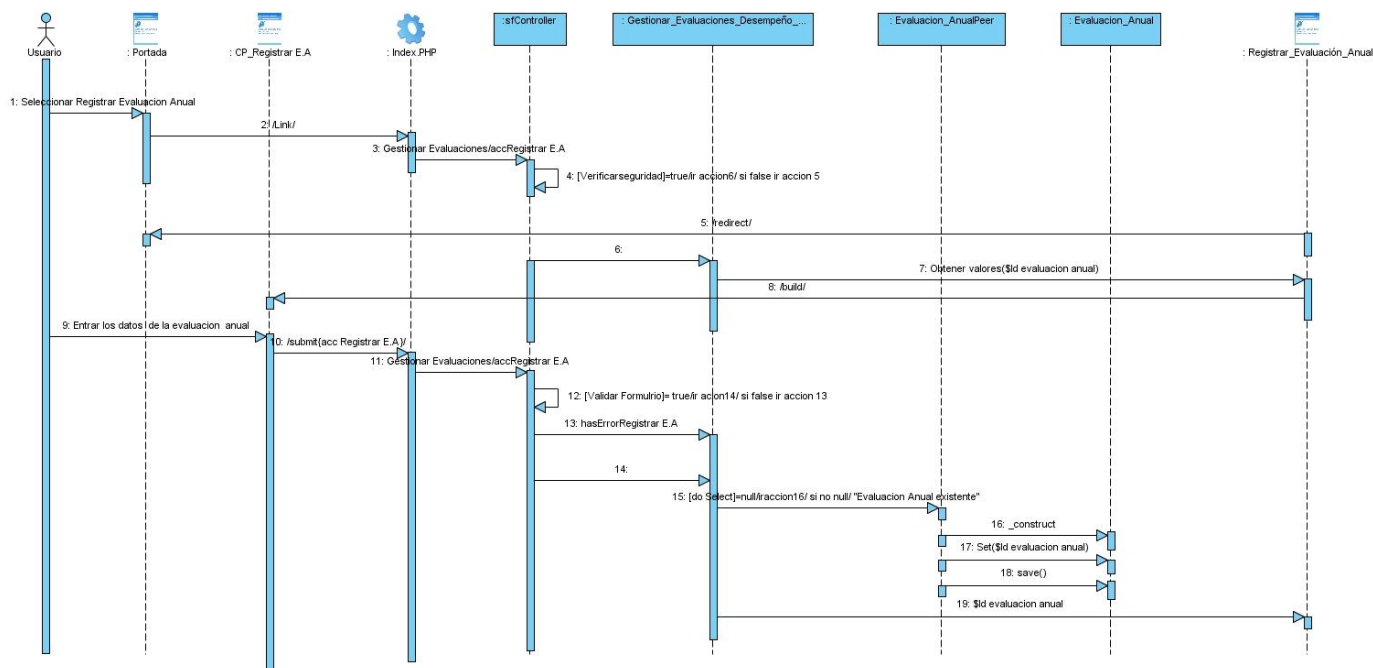 :sfController
: Gestionar_Evaluaciones_Desempeño_...
: Evaluacion_AnualPeer
: Evaluacion_Anual
Usuario
: Portada
: CP_Registrar E.A
: Index.PHP
: Registrar_Evaluación_Anual
1: Seleccionar Registrar Evaluacion Anual
2: /Link/
3: Gestionar Evaluaciones/accRegistrar E.A
4: [Verificarseguridad]=true/ir accion6/ si false ir accion 5
5: /redirect/
6:
7: Obtener valores($Id evaluacion anual)
8: /build/
9: Entrar los datos de la evaluacion anual
10: /submit{acc Registrar E.A}/
11: Gestionar Evaluaciones/accRegistrar E.A
12: [Validar Formulrio]= true/ir acion14/ si false ir accion 13
13: hasErrorRegistrar E.A
14:
15: [do Select]=null/iraccion16/ si no null/ "Evaluacion Anual existente"
16: _construct
17: Set($Id evaluacion anual)
18: save()
19: $Id evaluacion anual